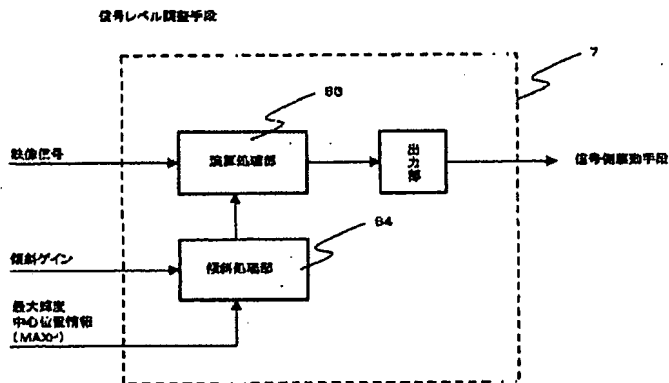 信号レベル調整手段
7
83
映像信号
演算処理部
出力部
信号側駆動手段
84
傾斜ゲイン
傾斜処理部
最大輝度
中心位置情報